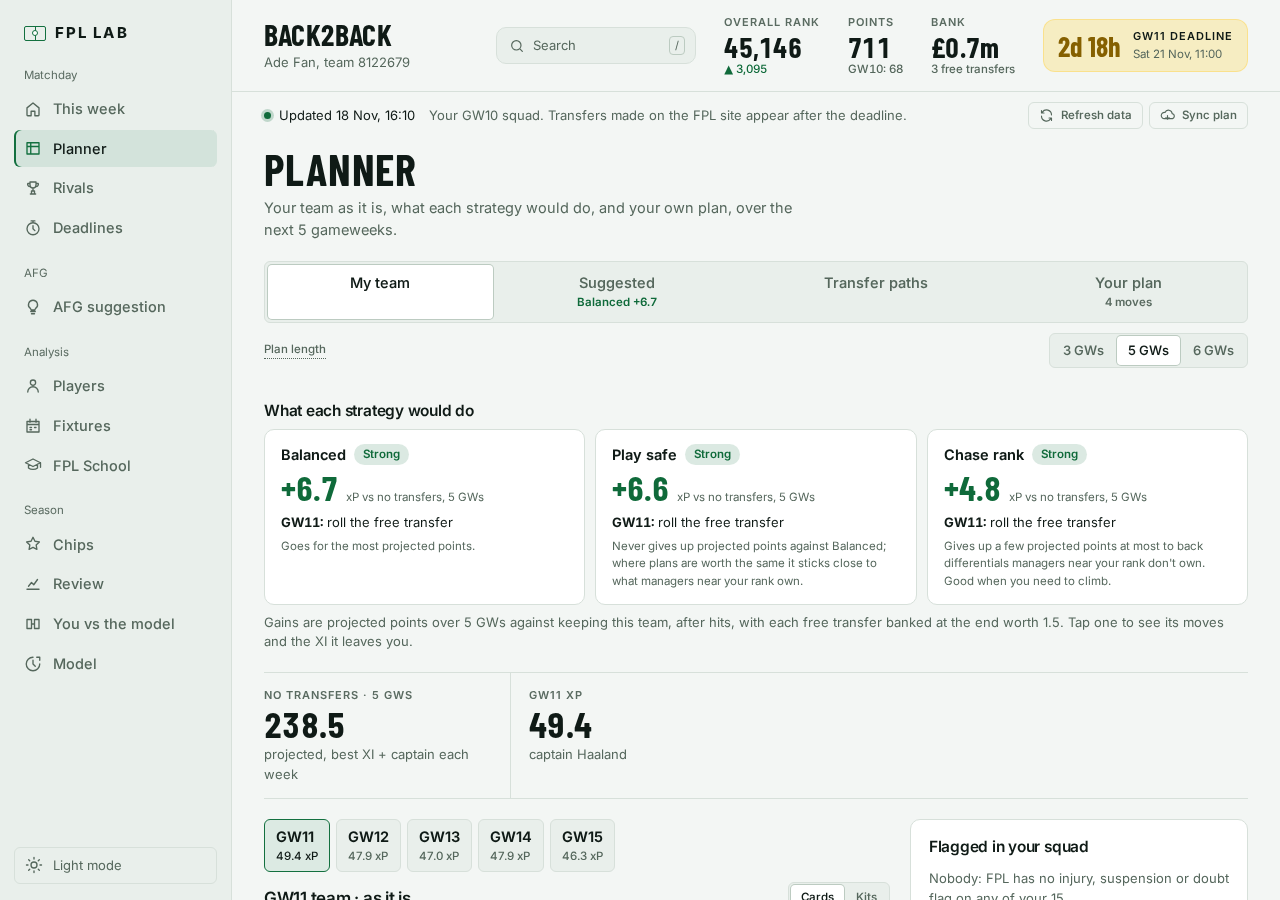 FPL LAB
Matchday
This week
Planner
Rivals
Deadlines
AFG
AFG suggestion
Analysis
Players
Fixtures
FPL School
Season
Chips
Review
You vs the model
Model
Light mode
BACK2BACK
Ade Fan, team 8122679
Search
/
OVERALL RANK
45,146
▲ 3,095
POINTS
711
GW10: 68
BANK
£0.7m
3 free transfers
2d 18h
GW11 DEADLINE
Sat 21 Nov, 11:00
Updated 18 Nov, 16:10
Your GW10 squad. Transfers made on the FPL site appear after the deadline.
Refresh data
Sync plan
PLANNER
Your team as it is, what each strategy would do, and your own plan, over the
next 5 gameweeks.
My team
Suggested
Balanced +6.7
Transfer paths
Your plan
4 moves
Plan length
3 GWs
5 GWs
6 GWs
What each strategy would do
Balanced
Strong
+6.7 xP vs no transfers, 5 GWs
GW11: roll the free transfer
Goes for the most projected points.
Play safe
Strong
+6.6 xP vs no transfers, 5 GWs
GW11: roll the free transfer
Never gives up projected points against Balanced;
where plans are worth the same it sticks close to
what managers near your rank own.
Chase rank
Strong
+4.8 xP vs no transfers, 5 GWs
GW11: roll the free transfer
Gives up a few projected points at most to back
differentials managers near your rank don't own.
Good when you need to climb.
Gains are projected points over 5 GWs against keeping this team, after hits, with each free transfer banked at the end worth 1.5. Tap one to see its moves
and the XI it leaves you.
NO TRANSFERS · 5 GWS
238.5
projected, best XI + captain each
week
GW11 XP
49.4
captain Haaland
GW11
49.4 xP
GW12
47.9 xP
GW13
47.0 xP
GW14
47.9 xP
GW15
46.3 xP
GW11 team · as it is
Cards
Kits
Flagged in your squad
Nobody: FPL has no injury, suspension or doubt
flag on any of your 15.